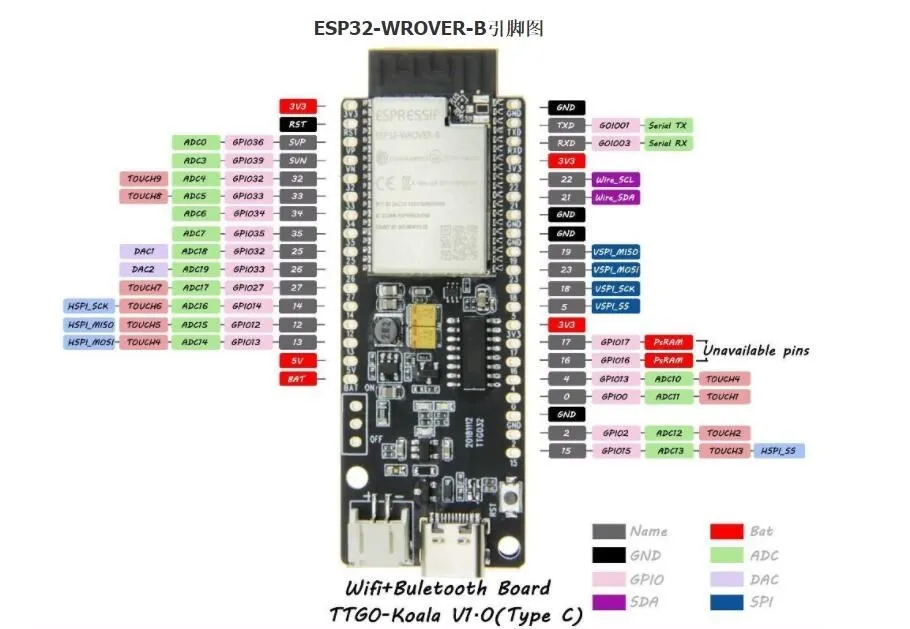 ESP32-WROVER-B引脚图
3V3
RST
ADC0 GPIO36 SVP
ADC3 GPIO39 SVN
TOUCH9 ADC4 GPIO32 32
TOUCH8 ADC5 GPIO33 33
ADC6 GPIO34 34
ADC7 GPIO35 35
DAC1 ADC18 GPIO32 25
DAC2 ADC19 GPIO33 26
TOUCH7 ADC17 GPIO27 27
HSPI_SCK TOUCH6 ADC16 GPIO14 14
HSPI_MISO TOUCH5 ADC15 GPIO12 12
HSPI_MOSI TOUCH4 ADC14 GPIO13 13
5V
BAT
ESPRESSIF
ESP32-WROVER-B
BAT ON
OFF
20181112
TTGO32
RST
GND
TXD GOIO01 Serial TX
RXD GOIO03 Serial RX
3V3
22 Wire_SCL
21 Wire_SDA
GND
GND
19 VSPI_MISO
23 VSPI_MOSI
18 VSPI_SCK
5 VSPI_SS
3V3
17 GPIO17 PsRAM
16 GPIO16 PsRAM
Unavailable pins
4 GPIO13 ADC10 TOUCH4
0 GPIO0 ADC11 TOUCH1
GND
2 GPIO2 ADC12 TOUCH2
15 GPIO15 ADC13 TOUCH3 HSPI_SS
Name Bat
GND ADC
GPIO DAC
SDA SPI
Wifi+Buletooth Board
TTGO-Koala V1.0(Type C)